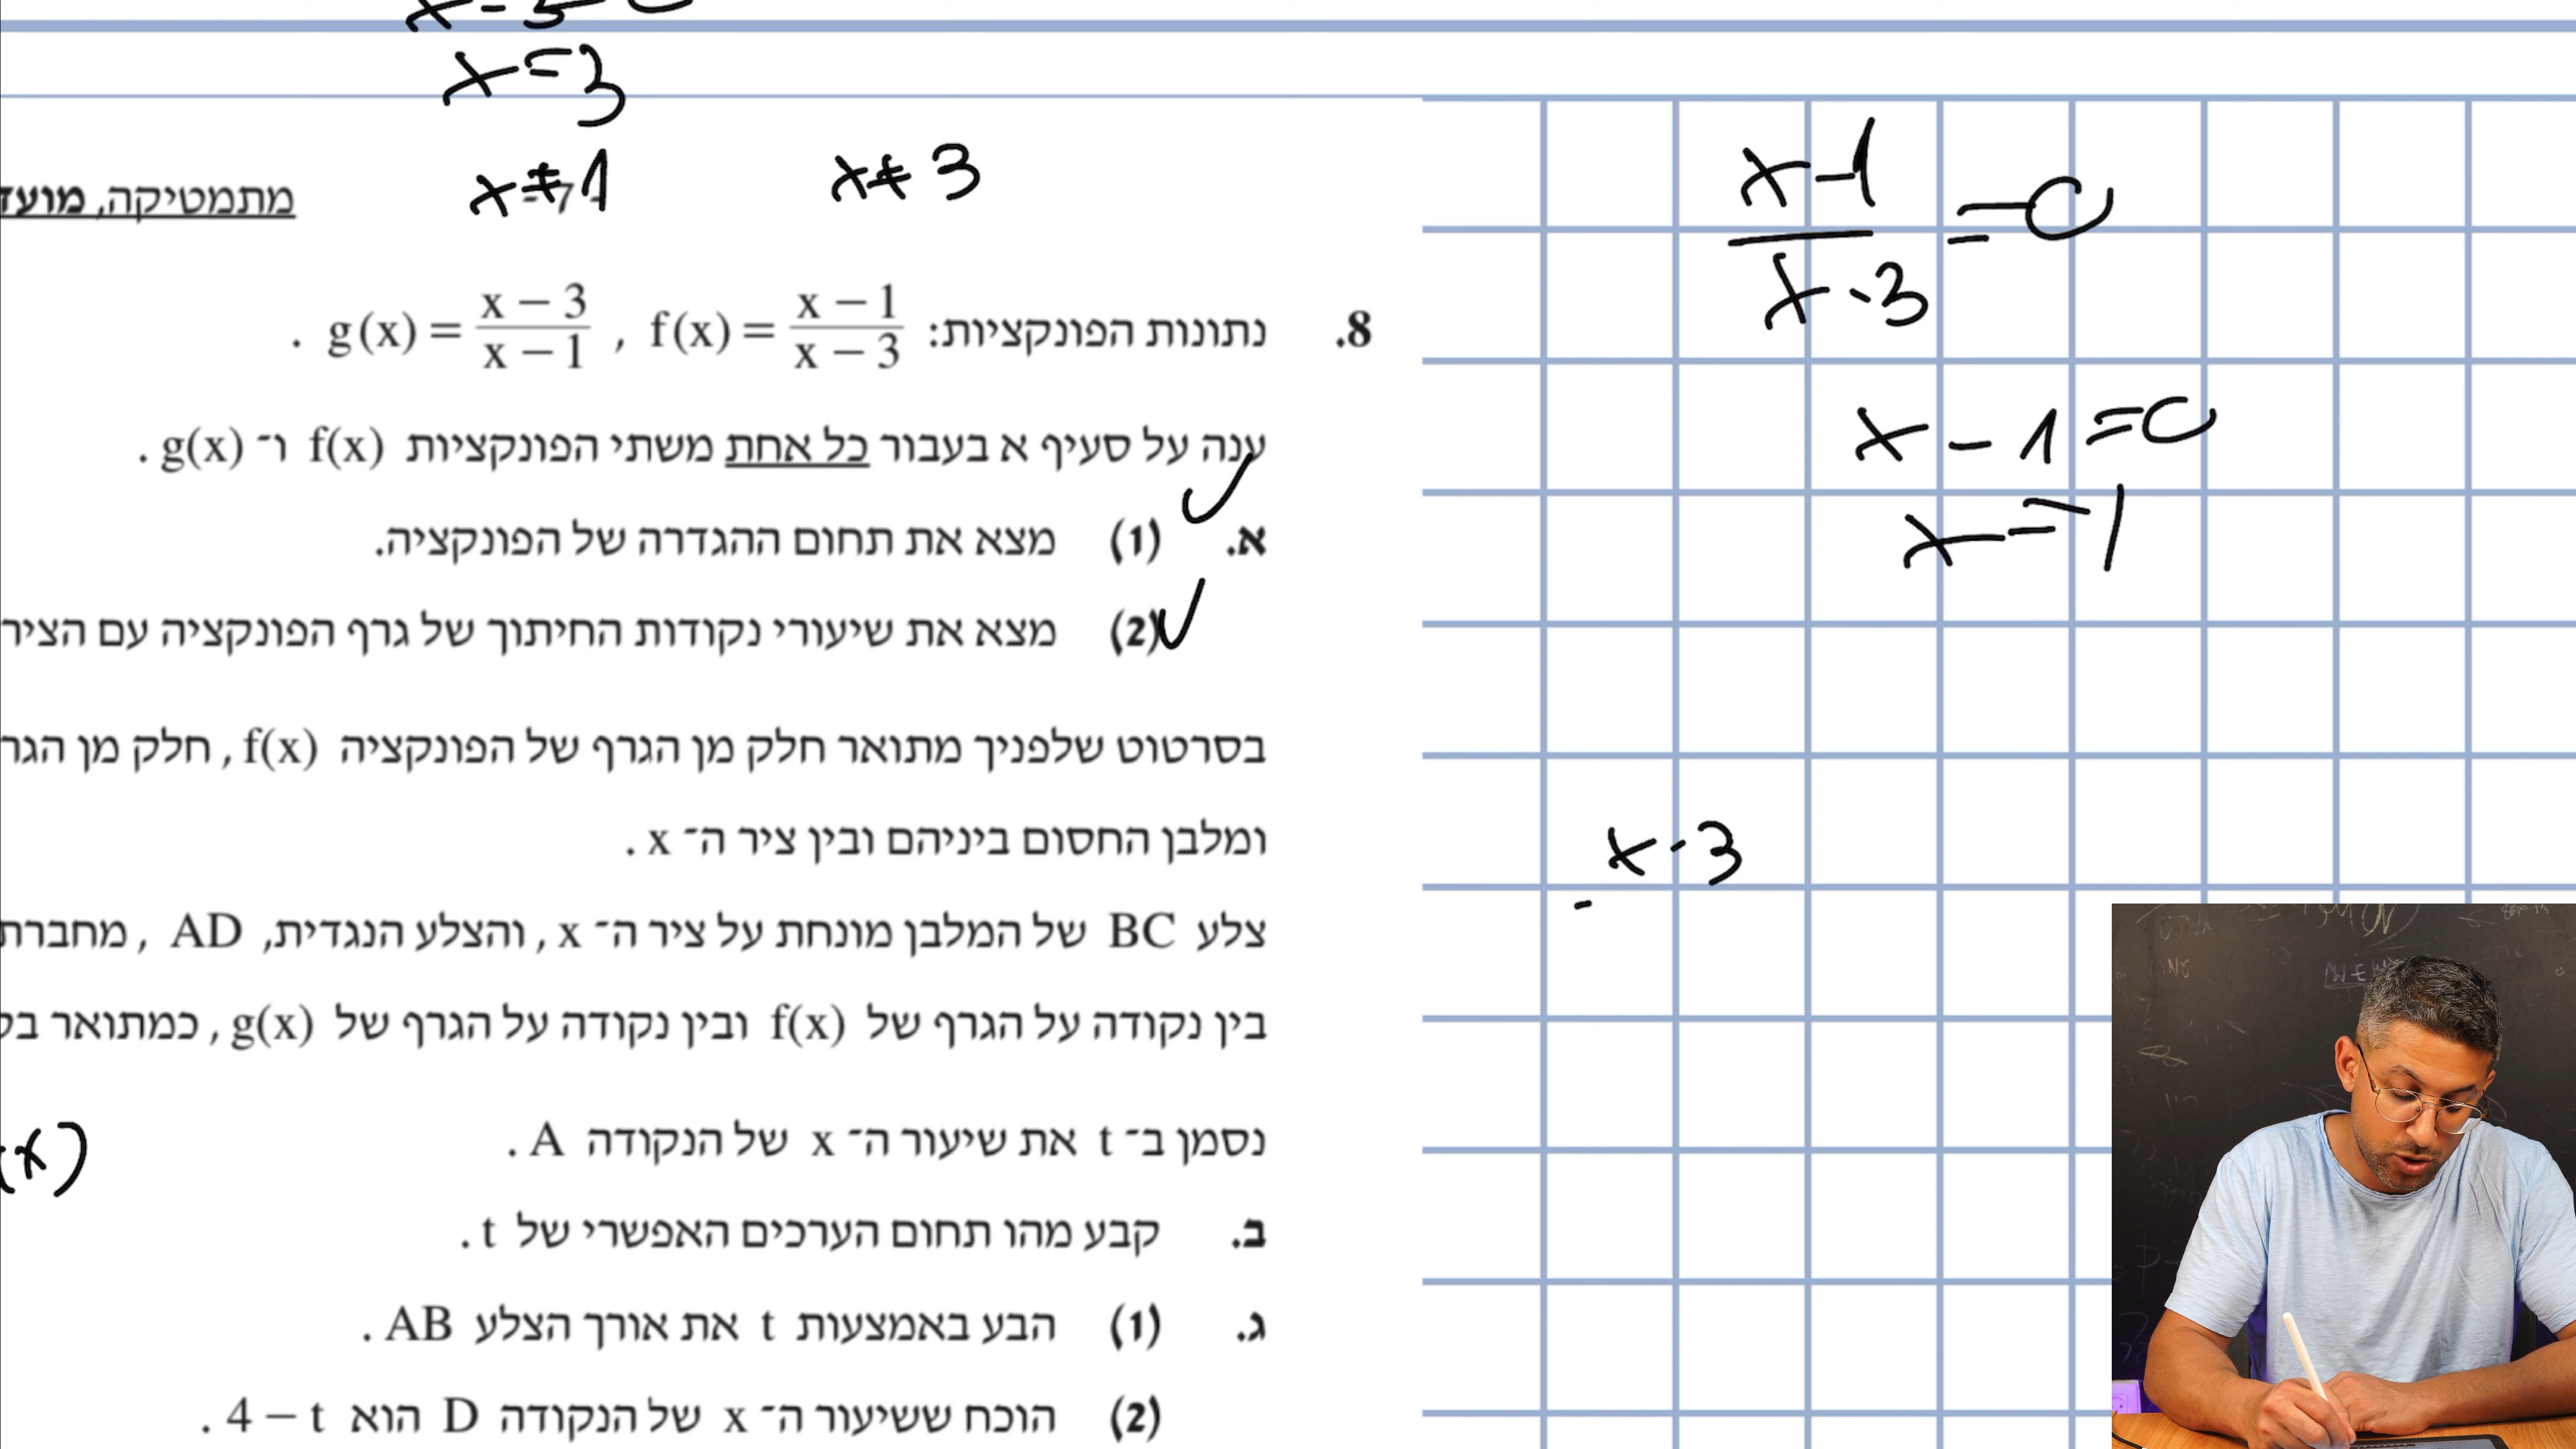 x = 3
x ≠ 1
x ≠ 3
מתמטיקה, מועד
- 7 -
8. נתונות הפונקציות: f(x) = \frac{x − 1}{x − 3} , g(x) = \frac{x − 3}{x − 1} .
ענה על סעיף א בעבור כל אחת משתי הפונקציות f(x) ו־ g(x) .
א. (1) מצא את תחום ההגדרה של הפונקציה.
(2) מצא את שיעורי נקודות החיתוך של גרף הפונקציה עם הציר
בסרטוט שלפניך מתואר חלק מן הגרף של הפונקציה f(x) , חלק מן הגר
ומלבן החסום ביניהם ובין ציר ה־ x .
צלע BC של המלבן מונחת על ציר ה־ x , והצלע הנגדית, AD , מחברת
בין נקודה על הגרף של f(x) ובין נקודה על הגרף של g(x) , כמתואר בס
נסמן ב־ t את שיעור ה־ x של הנקודה A .
ב. קבע מהו תחום הערכים האפשרי של t .
ג. (1) הבע באמצעות t את אורך הצלע AB .
(2) הוכח ששיעור ה־ x של הנקודה D הוא 4 − t .
(x)
\frac{x-1}{x-3} = 0
x - 1 = 0
x = 1
x - 3